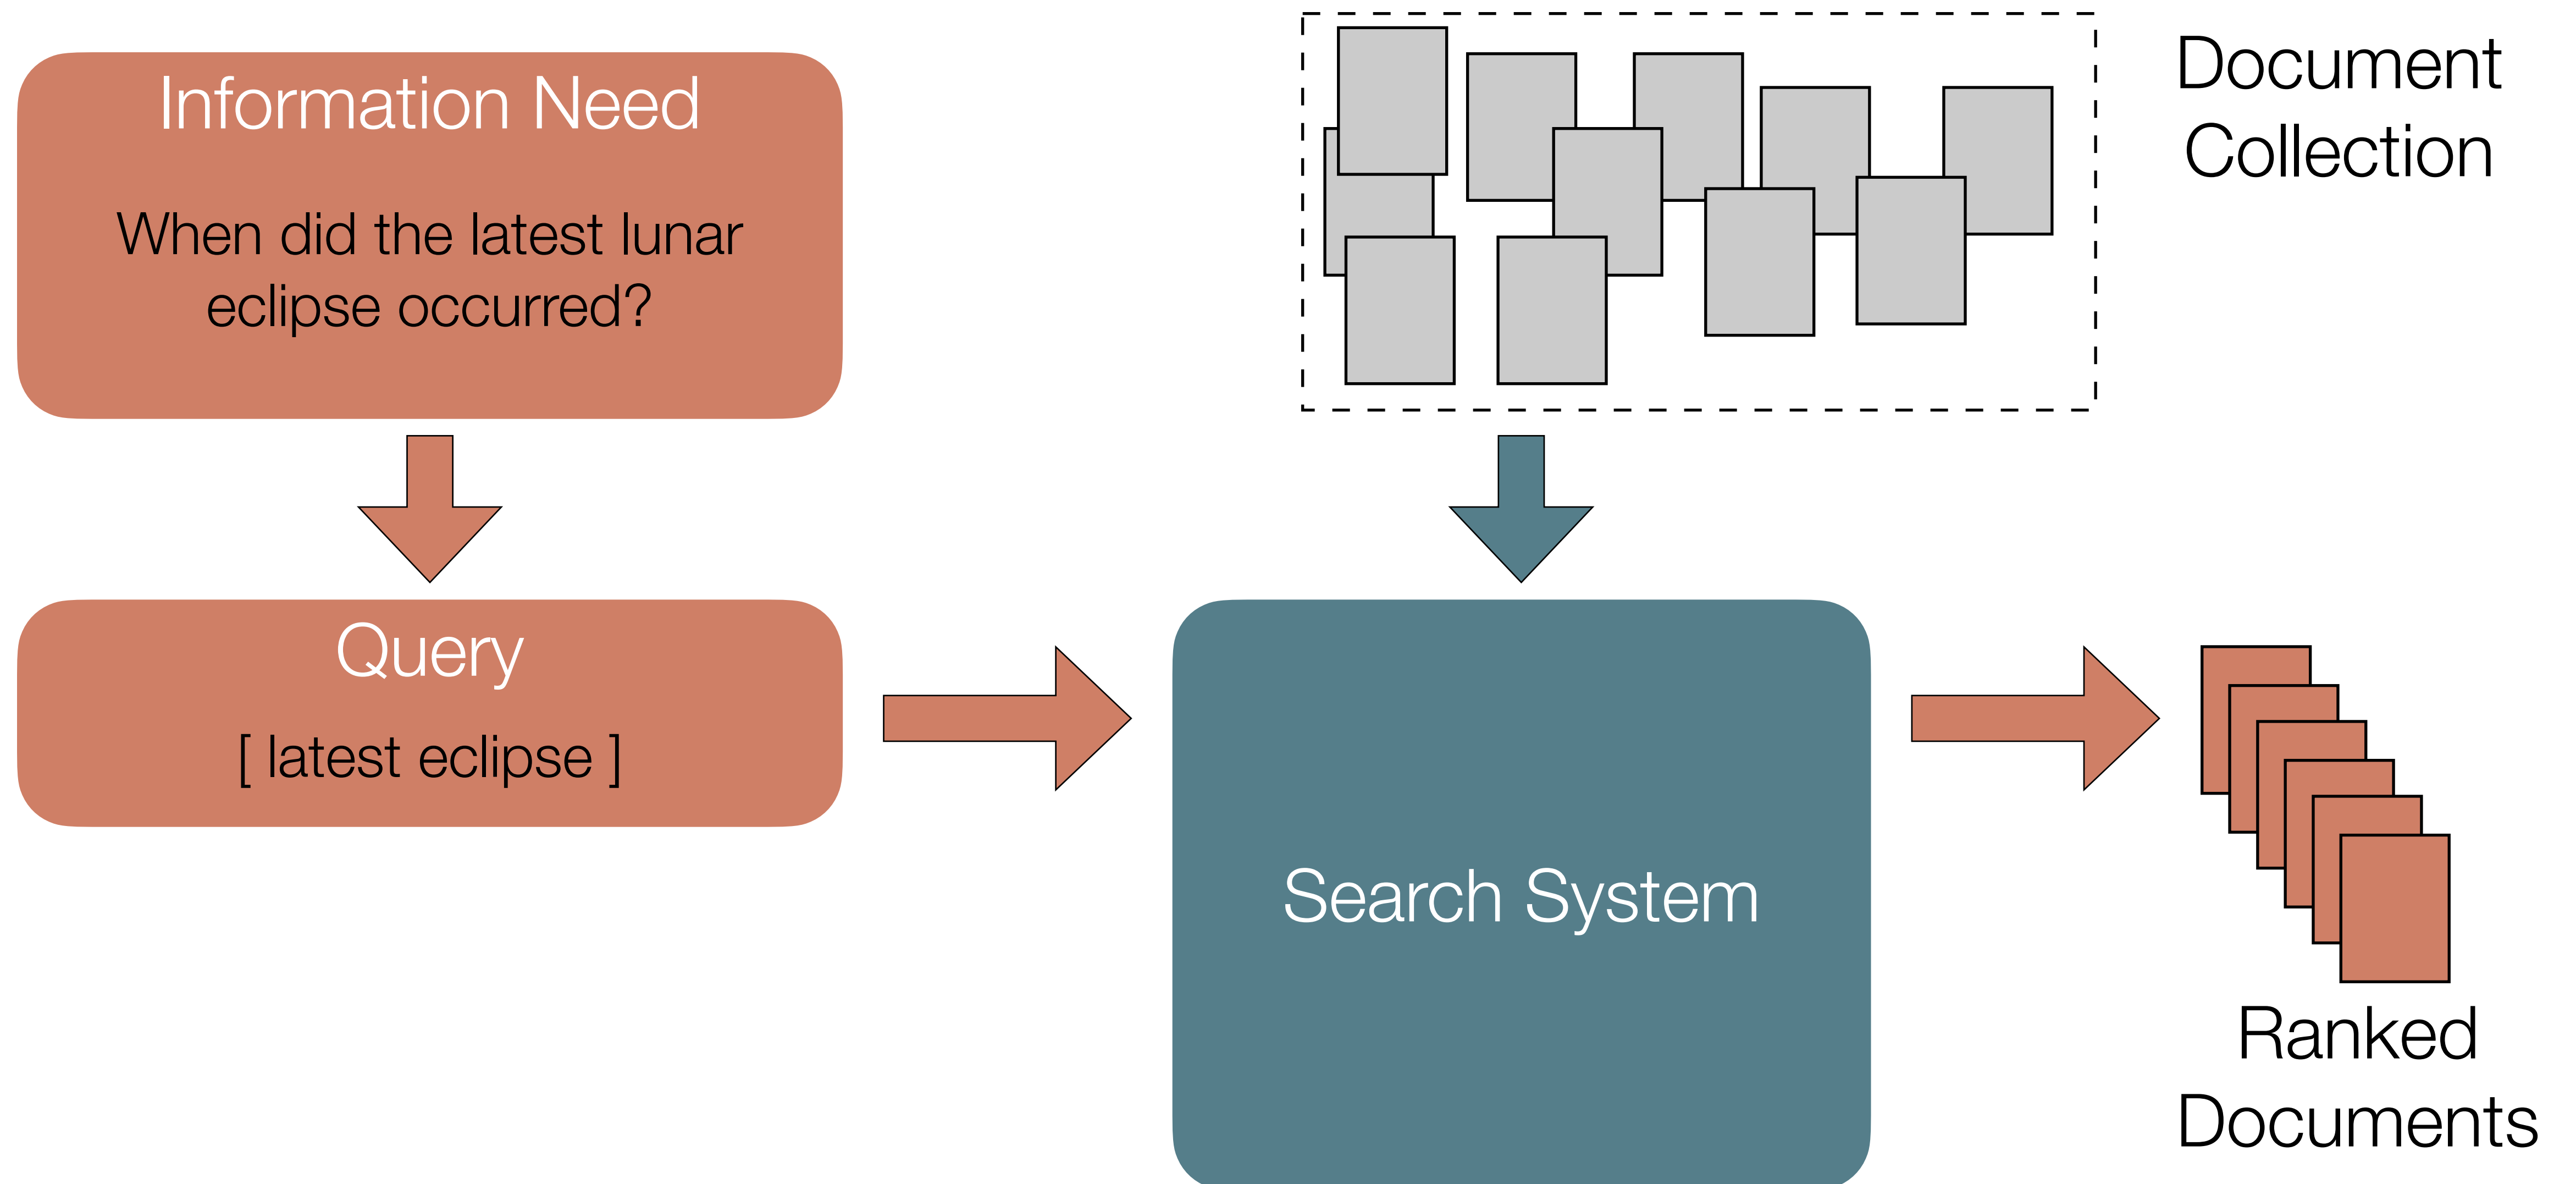 Information Need
When did the latest lunar
eclipse occurred?
Document
Collection
Query
[ latest eclipse ]
Search System
Ranked
Documents